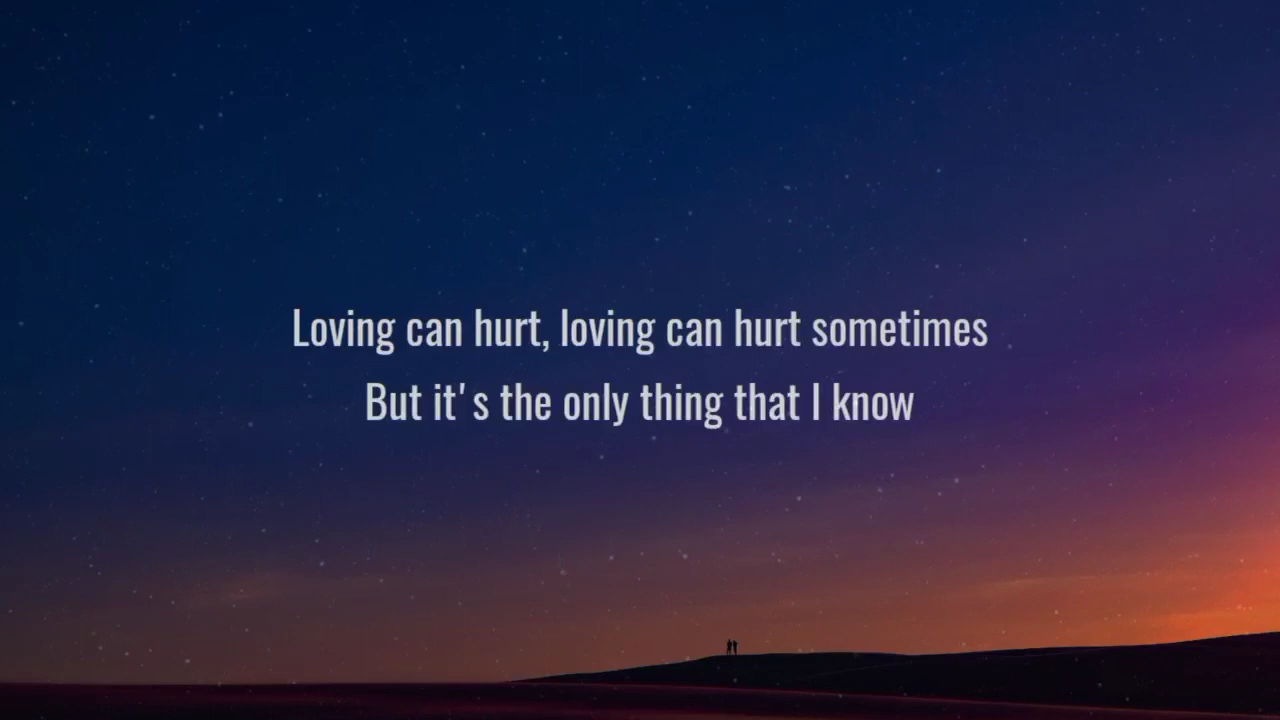 Loving can hurt, loving can hurt sometimes
But it's the only thing that I know